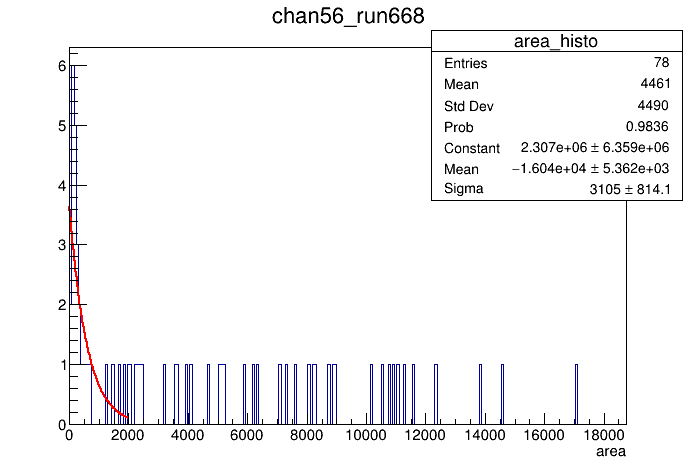 chan56_run668
area_histo
Entries 78
Mean 4461
Std Dev 4490
Prob 0.9836
Constant 2.307e+06 ± 6.359e+06
Mean −1.604e+04 ± 5.362e+03
Sigma 3105 ± 814.1
6
5
4
3
2
1
0
0 2000 4000 6000 8000 10000 12000 14000 16000 18000
area